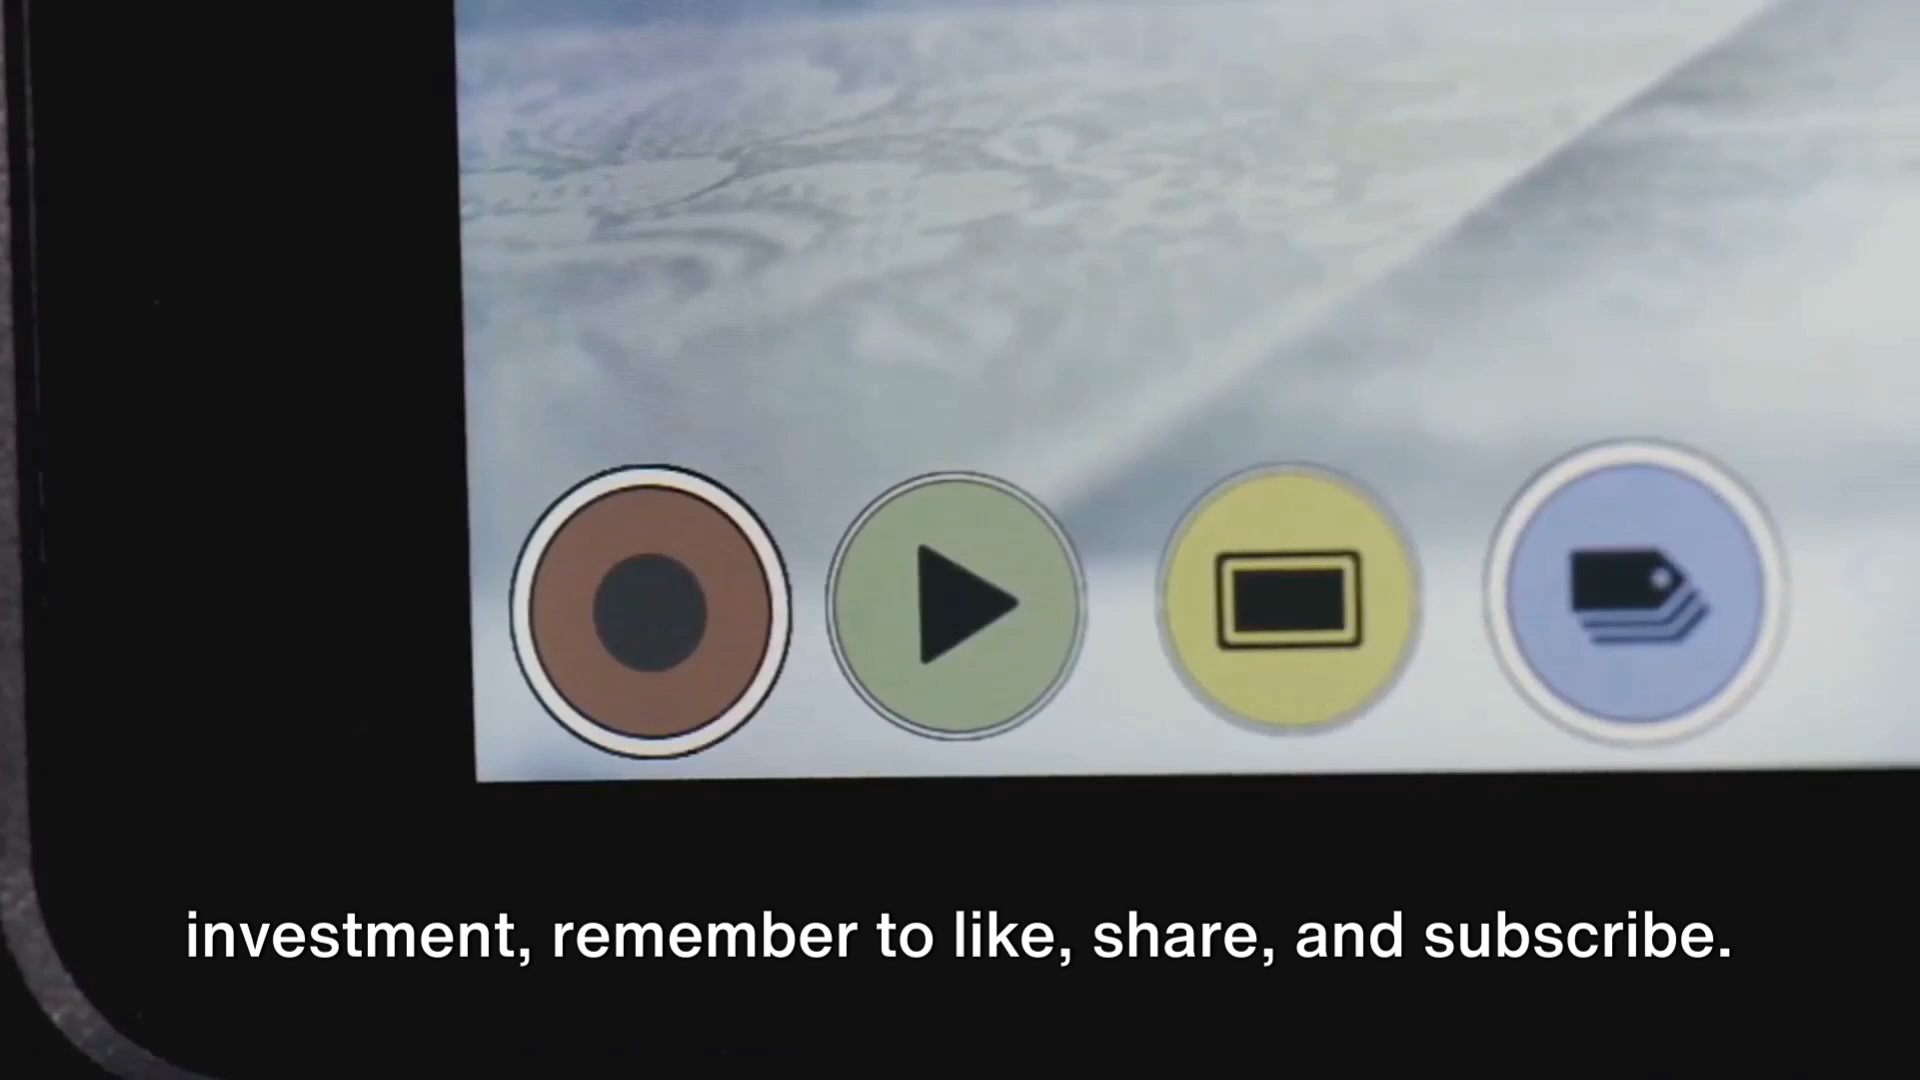 investment, remember to like, share, and subscribe.